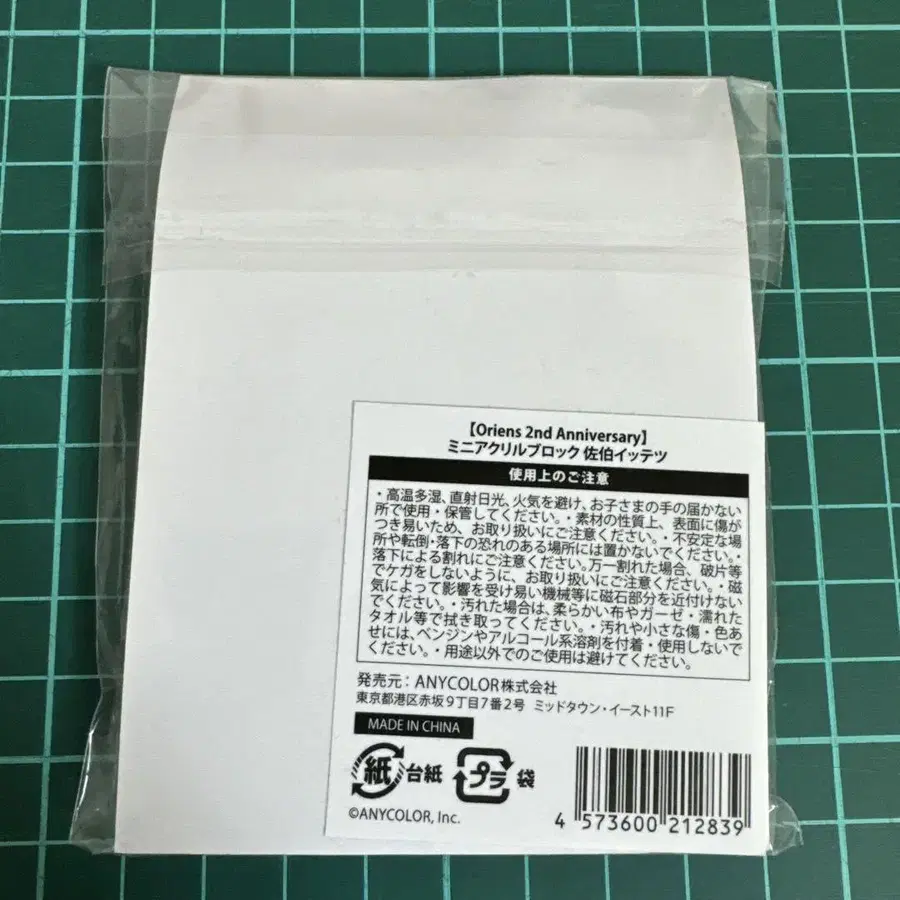 【Oriens 2nd Anniversary】
ミニアクリルブロック 佐伯イッテツ
使用上のご注意
・高温多湿、直射日光、火気を避け、お子さまの手の届かない
所で使用・保管してください。・素材の性質上、表面に傷が
つき易いため、お取り扱いにご注意ください。・不安定な場
所や転倒・落下の恐れのある場所には置かないでください。・
落下による割れにご注意ください。万一割れた場合、破片等
でケガをしないように、お取り扱いにご注意ください。・磁
気によって影響を受け易い機械等に磁石部分を近付けない
でください。・汚れた場合は、柔らかい布やガーゼ・濡れた
タオル等で拭き取ってください。・汚れや小さな傷・色あ
せには、ベンジンやアルコール系溶剤を付着・使用しないで
ください。・用途以外でのご使用は避けてください。
発売元：ANYCOLOR株式会社
東京都港区赤坂9丁目7番2号 ミッドタウン・イースト11F
MADE IN CHINA
紙 台紙 プラ 袋
©ANYCOLOR, Inc.
4 573600 212839